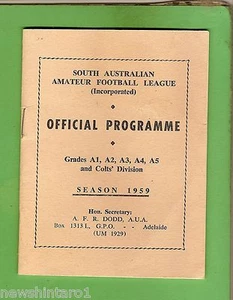 SOUTH AUSTRALIAN
AMATEUR FOOTBALL LEAGUE
(Incorporated)
OFFICIAL PROGRAMME
Grades A1, A2, A3, A4, A5
and Colts' Division
SEASON 1959
Hon. Secretary:
A. F. R. DODD, A.U.A.
Box 1313 L, G.P.O. - - Adelaide
(UM 1929)
newshintaro1